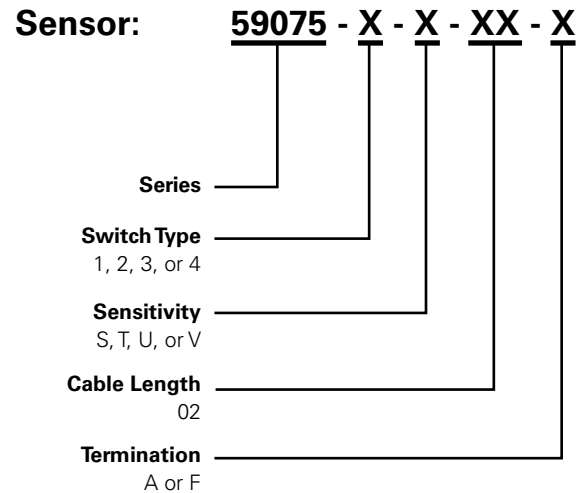 Sensor: 59075 - X - X - XX - X
Series
Switch Type
1, 2, 3, or 4
Sensitivity
S, T, U, or V
Cable Length
02
Termination
A or F